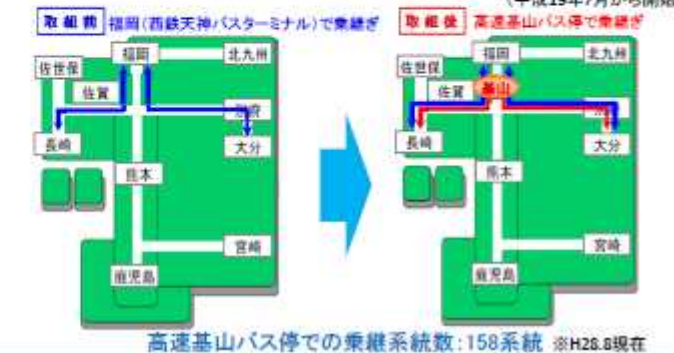 (平成19年7月から開始
取組前 福岡(西鉄天神バスターミナル)で乗継ぎ
取組後 高速基山バス停で乗継ぎ
福岡
北九州
佐世保
佐賀
別府
長崎
大分
熊本
宮崎
鹿児島
福岡
北九州
佐世保
基山
佐賀
長崎
大分
熊本
宮崎
鹿児島
高速基山バス停での乗継系統数:158系統 ※H28.8現在